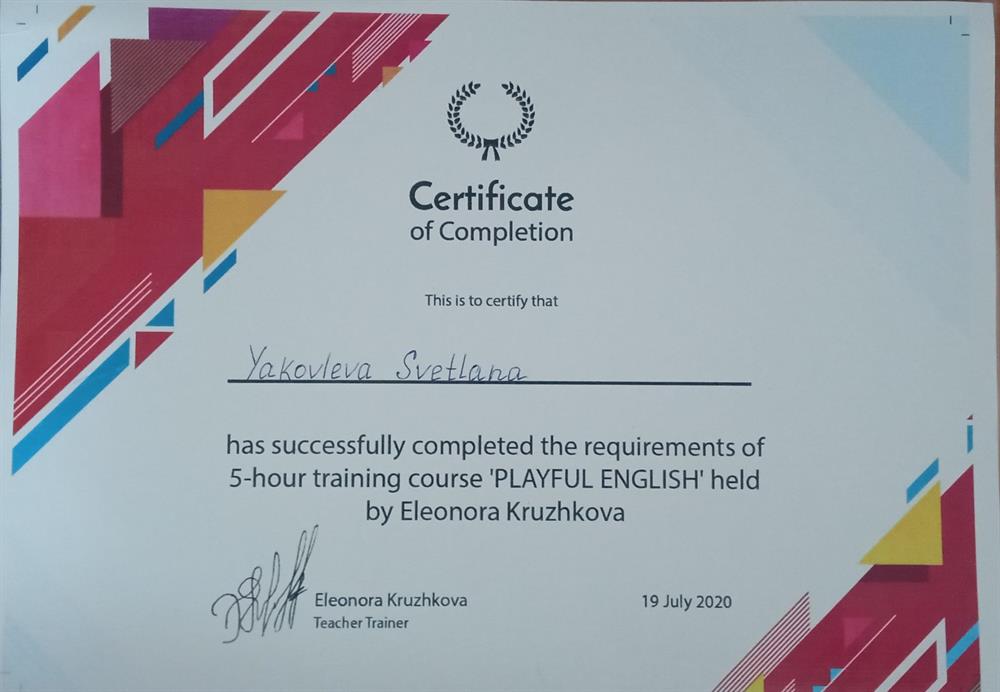 Certificate
of Completion
This is to certify that
Yakovleva Svetlana
has successfully completed the requirements of
5-hour training course 'PLAYFUL ENGLISH' held
by Eleonora Kruzhkova
Eleonora Kruzhkova
Teacher Trainer
19 July 2020